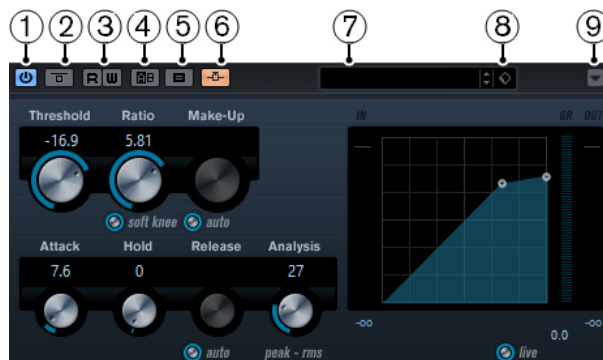 1 2 3 4 5 6 7 8 9
R W A B
Threshold Ratio Make-Up IN GR OUT
-16.9 5.81
soft knee auto
Attack Hold Release Analysis
7.6 0 27
-∞ -∞
0.0
auto peak - rms live